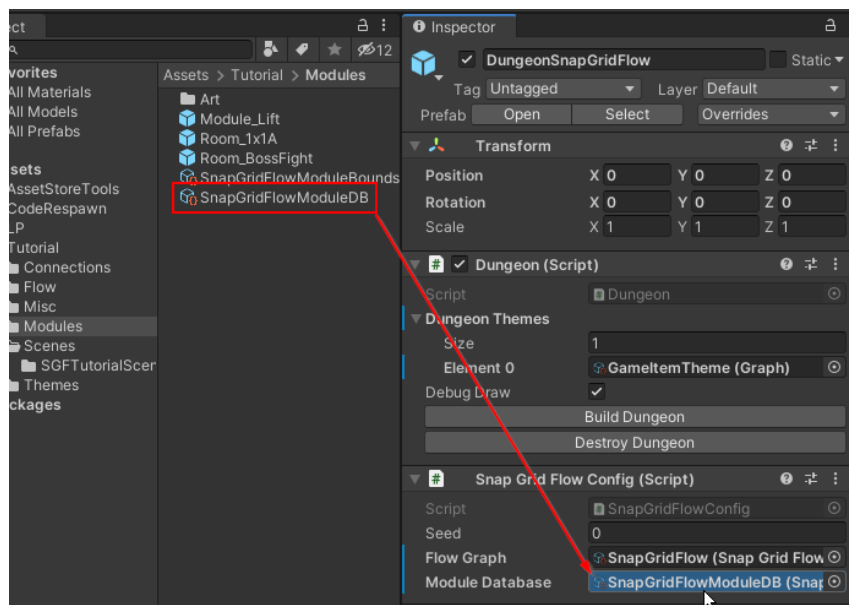 ect
12
vorites
All Materials
All Models
All Prefabs
sets
AssetStoreTools
CodeRespawn
_P
Tutorial
Connections
Flow
Misc
Modules
Scenes
SGFTutorialScer
Themes
ckages
Assets > Tutorial > Modules
Art
Module_Lift
Room_1x1A
Room_BossFight
SnapGridFlowModuleBounds
SnapGridFlowModuleDB
Inspector
DungeonSnapGridFlow Static
Tag Untagged Layer Default
Prefab Open Select Overrides
Transform
Position X 0 Y 0 Z 0
Rotation X 0 Y 0 Z 0
Scale X 1 Y 1 Z 1
# Dungeon (Script)
Script Dungeon
Dungeon Themes
Size 1
Element 0 GameItemTheme (Graph)
Debug Draw
Build Dungeon
Destroy Dungeon
# Snap Grid Flow Config (Script)
Script SnapGridFlowConfig
Seed 0
Flow Graph SnapGridFlow (Snap Grid Flow
Module Database SnapGridFlowModuleDB (Snap